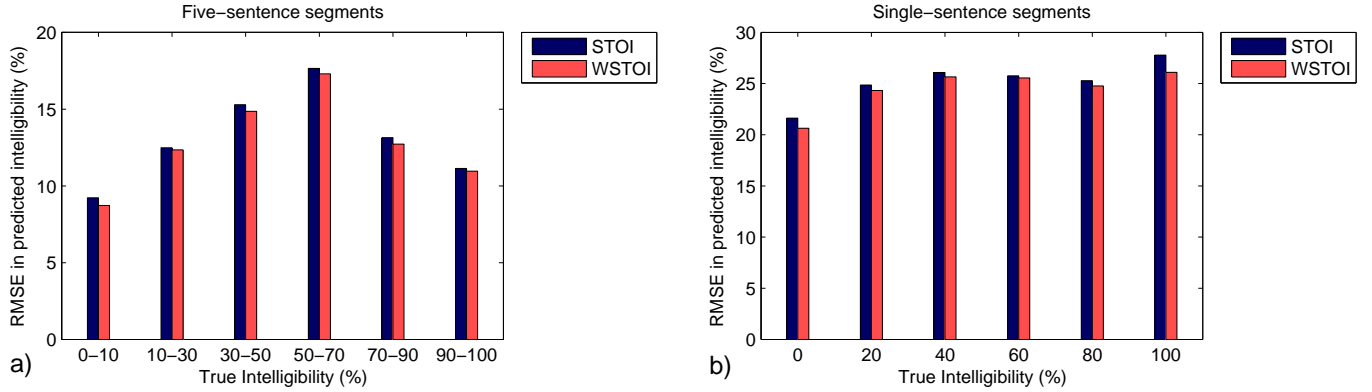 Five−sentence segments
20
15
10
5
0
RMSE in predicted intelligibility (%)
0−10 10−30 30−50 50−70 70−90 90−100
True Intelligibility (%)
a)
STOI
WSTOI
Single−sentence segments
30
25
20
15
10
5
0
RMSE in predicted intelligibility (%)
0 20 40 60 80 100
True Intelligibility (%)
b)
STOI
WSTOI